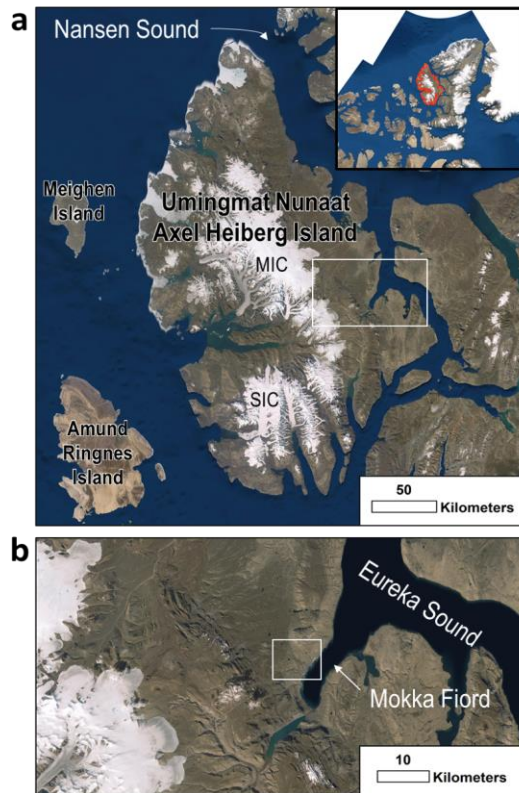 a
Nansen Sound
Meighen
Island
Umingmat Nunaat
Axel Heiberg Island
MIC
SIC
Amund
Ringnes
Island
50
Kilometers
b
Eureka Sound
Mokka Fiord
10
Kilometers